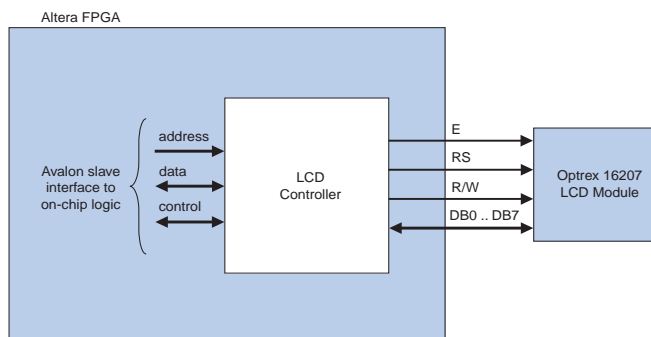 Altera FPGA
Avalon slave
interface to
on-chip logic
address
data
control
LCD
Controller
E
RS
R/W
DB0 .. DB7
Optrex 16207
LCD Module